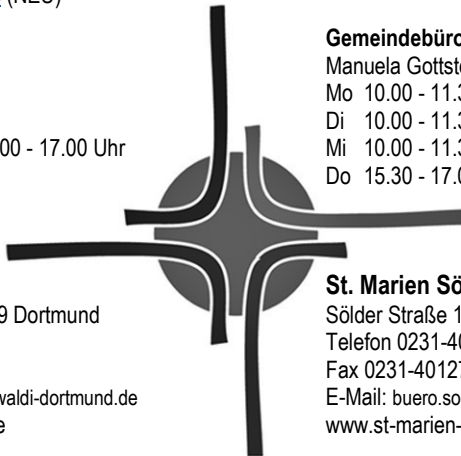 (NEU)
00 - 17.00 Uhr
9 Dortmund
waldi-dortmund.de
e
Gemeindebüro
Manuela Gottst
Mo 10.00 - 11.3
Di 10.00 - 11.3
Mi 10.00 - 11.3
Do 15.30 - 17.0
St. Marien Sö
Sölder Straße 1
Telefon 0231-40
Fax 0231-40127
E-Mail: buero.so
www.st-marien-